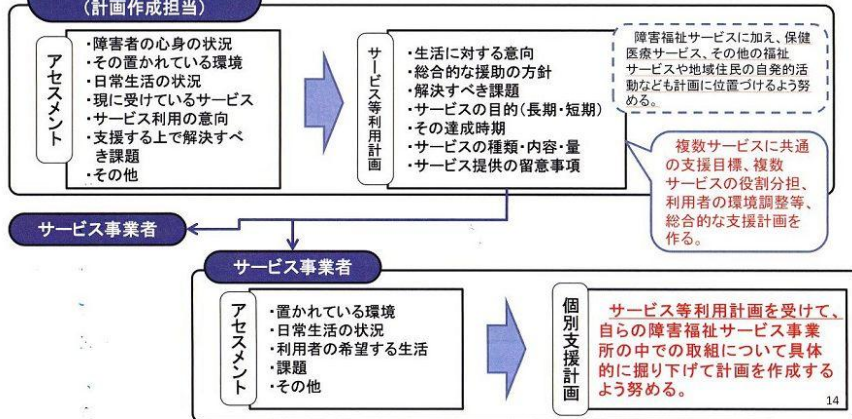 （計画作成担当）
アセスメント
・障害者の心身の状況
・その置かれている環境
・日常生活の状況
・現に受けているサービス
・サービス利用の意向
・支援する上で解決すべ
き課題
・その他
サービス等利用計画
・生活に対する意向
・総合的な援助の方針
・解決すべき課題
・サービスの目的（長期・短期）
・その達成時期
・サービスの種類・内容・量
・サービス提供の留意事項
障害福祉サービスに加え、保健
医療サービス、その他の福祉
サービスや地域住民の自発的活
動なども計画に位置づけるよう努
める。
複数サービスに共通
の支援目標、複数
サービスの役割分担、
利用者の環境調整等、
総合的な支援計画を
作る。
サービス事業者
サービス事業者
アセスメント
・置かれている環境
・日常生活の状況
・利用者の希望する生活
・課題
・その他
個別支援計画
サービス等利用計画を受けて、
自らの障害福祉サービス事業
所の中での取組について具体
的に掘り下げて計画を作成する
よう努める。
14